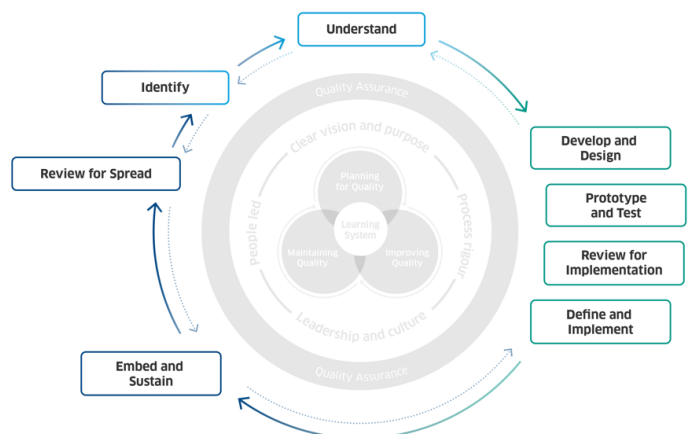 Understand
Identify
Review for Spread
Embed and
Sustain
Develop and
Design
Prototype
and Test
Review for
Implementation
Define and
Implement
Quality Assurance
Clear vision and purpose
People led
Process rigour
Leadership and culture
Quality Assurance
Planning
for Quality
Learning
System
Maintaining
Quality
Improving
Quality